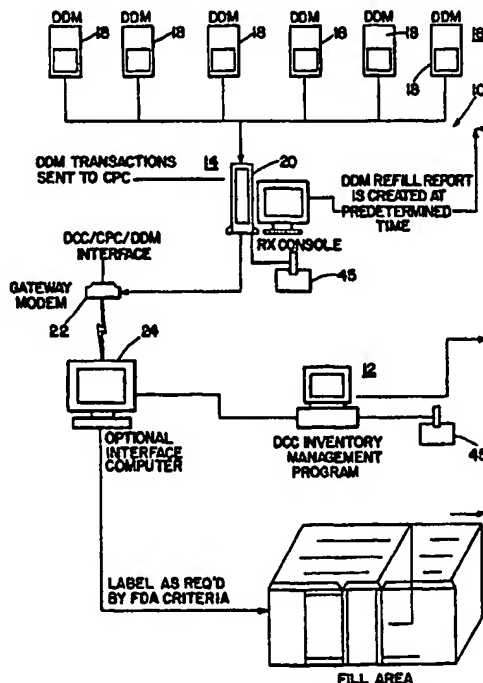 DDM DDM DDM DDM DDM DDM 18
18 18 18 18 18 18
10
DDM TRANSACTIONS
SENT TO CPC
14
20
DDM REFILL REPORT
IS CREATED AT
PREDETERMINED
TIME
RX CONSOLE
DCC/CPC/DDM
INTERFACE
45
GATEWAY
MODEM
22
24
12
OPTIONAL
INTERFACE
COMPUTER
DCC INVENTORY
MANAGEMENT
PROGRAM
45
LABEL AS REQ'D
BY FDA CRITERIA
FILL AREA